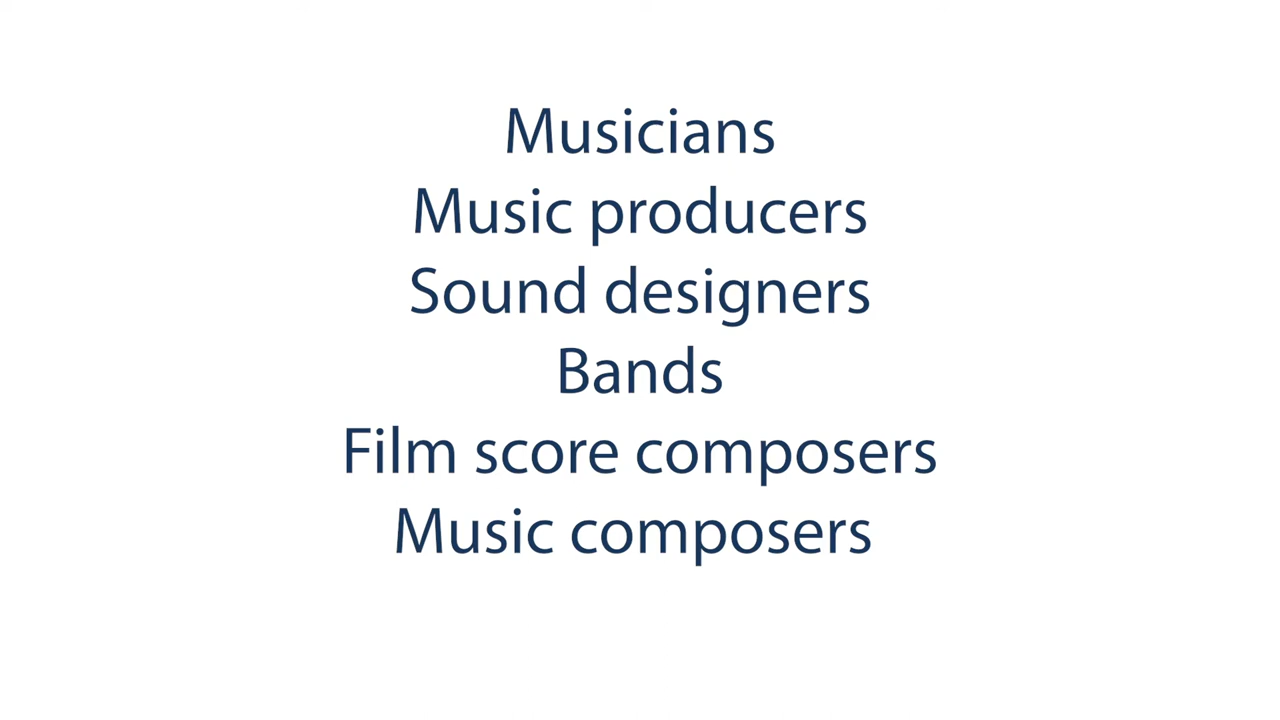 Musicians
Music producers
Sound designers
Bands
Film score composers
Music composers